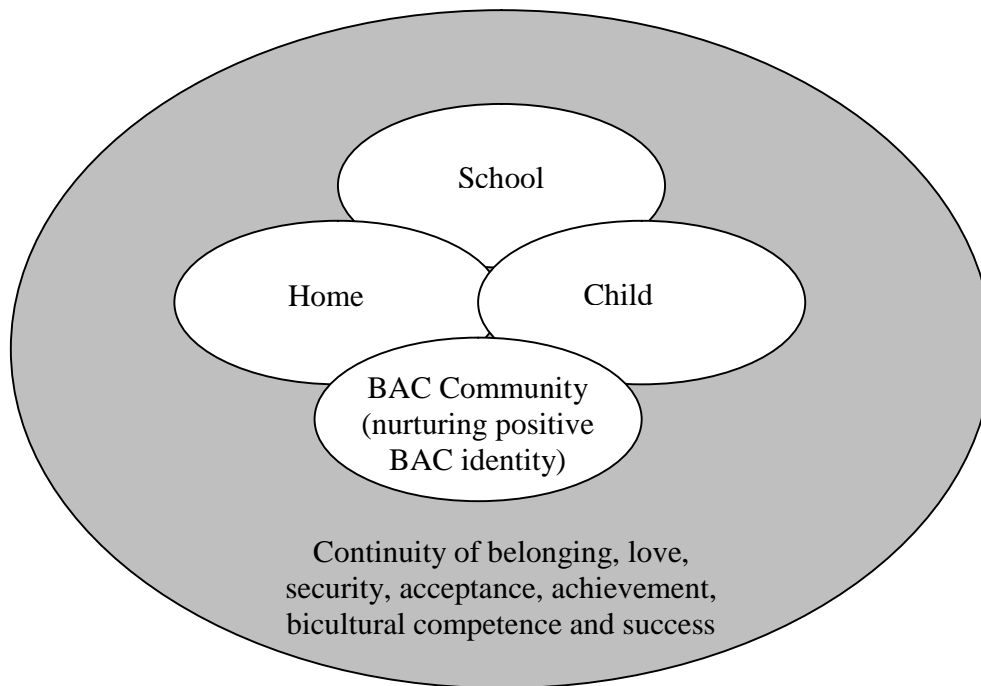 School
Home
Child
BAC Community
(nurturing positive
BAC identity)
Continuity of belonging, love,
security, acceptance, achievement,
bicultural competence and success